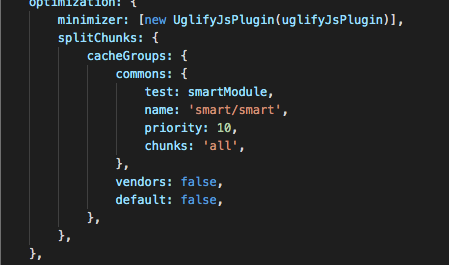 optimization: {
    minimizer: [new UglifyJsPlugin(uglifyJsPlugin)],
    splitChunks: {
        cacheGroups: {
            commons: {
                test: smartModule,
                name: 'smart/smart',
                priority: 10,
                chunks: 'all',
            },
            vendors: false,
            default: false,
        },
    },
},